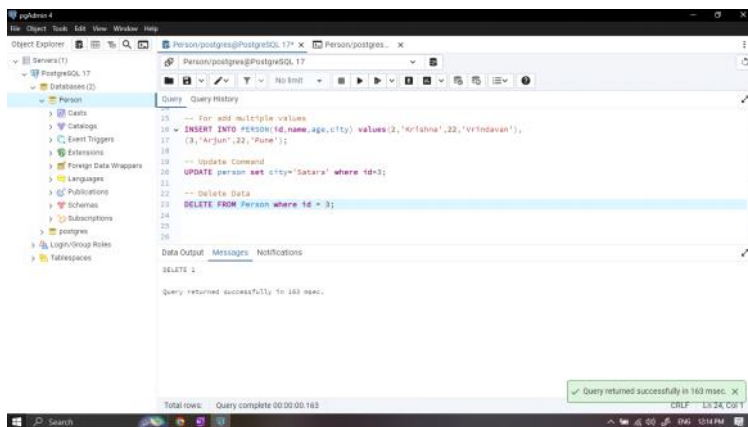 pgAdmin 4
File Object Tools Edit View Window Help
Object Explorer
Person/postgres@PostgreSQL 17* x
Person/postgres... x
Servers (1)
Person/postgres@PostgreSQL 17
PostgreSQL 17
Databases (2)
No limit
Person
Query Query History
Casts
15 -- For add multiple values
Catalogs
16 INSERT INTO PERSON(id,name,age,city) values(2,'Krishna',22,'Vrindavan'),
Event Triggers
17 (3,'Arjun',22,'Pune');
Extensions
18
Foreign Data Wrappers
19 -- Update Command
20 UPDATE person set city='Satara' where id=3;
Languages
21
Publications
22 -- Delete Data
Schemas
23 DELETE FROM Person where id = 3;
Subscriptions
24
postgres
25
26
Login/Group Roles
Tablespaces
Data Output Messages Notifications
DELETE 1
Query returned successfully in 163 msec.
Query returned successfully in 163 msec. X
Total rows: Query complete 00:00:00.163
CRLF Ln 24, Col 1
Search
ENG 12:14 PM